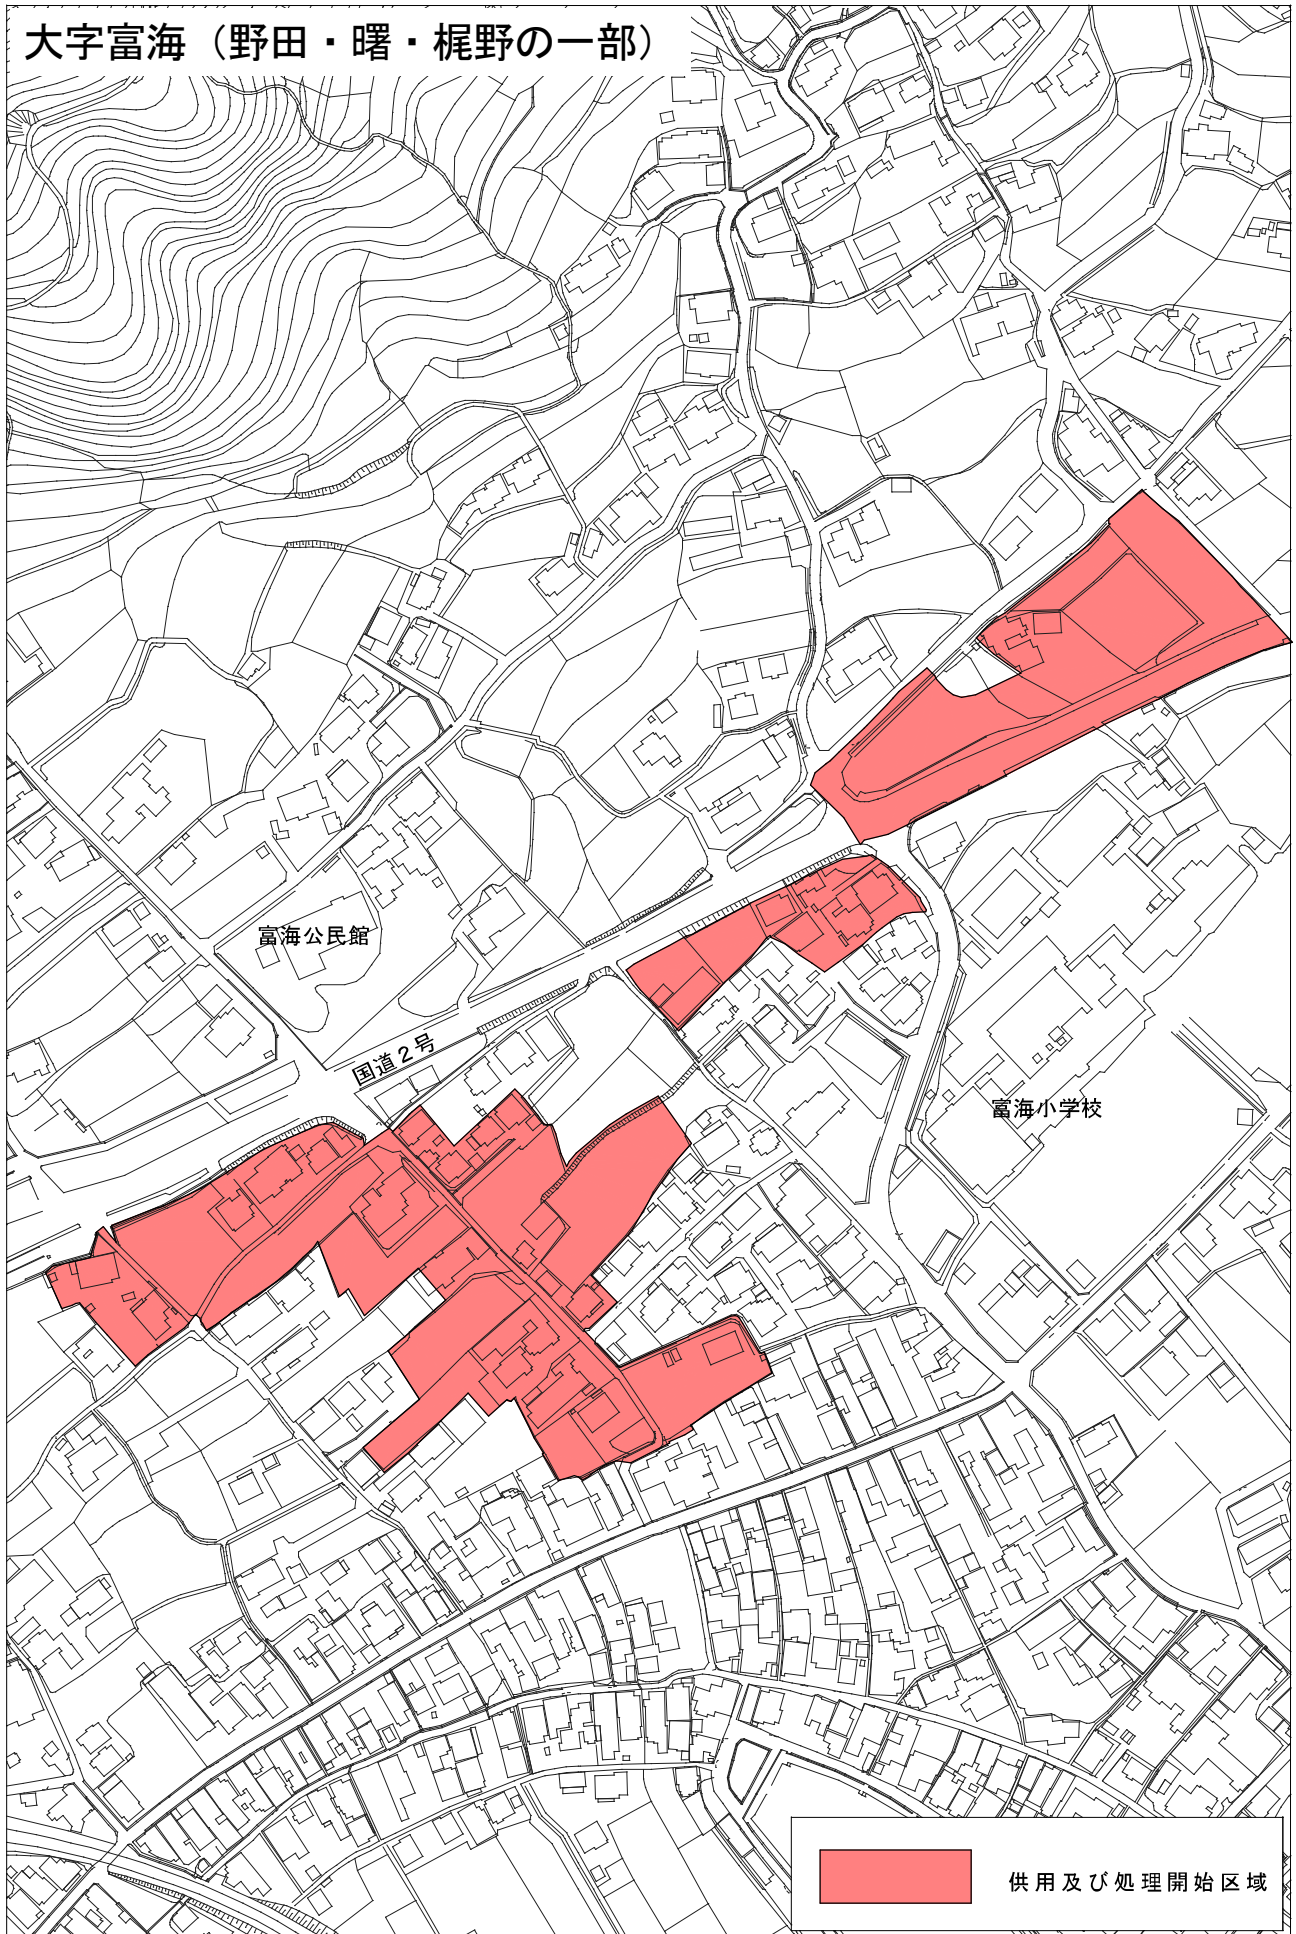 大字富海（野田・曙・梶野の一部）
富海公民館
国道２号
富海小学校
供用及び処理開始区域